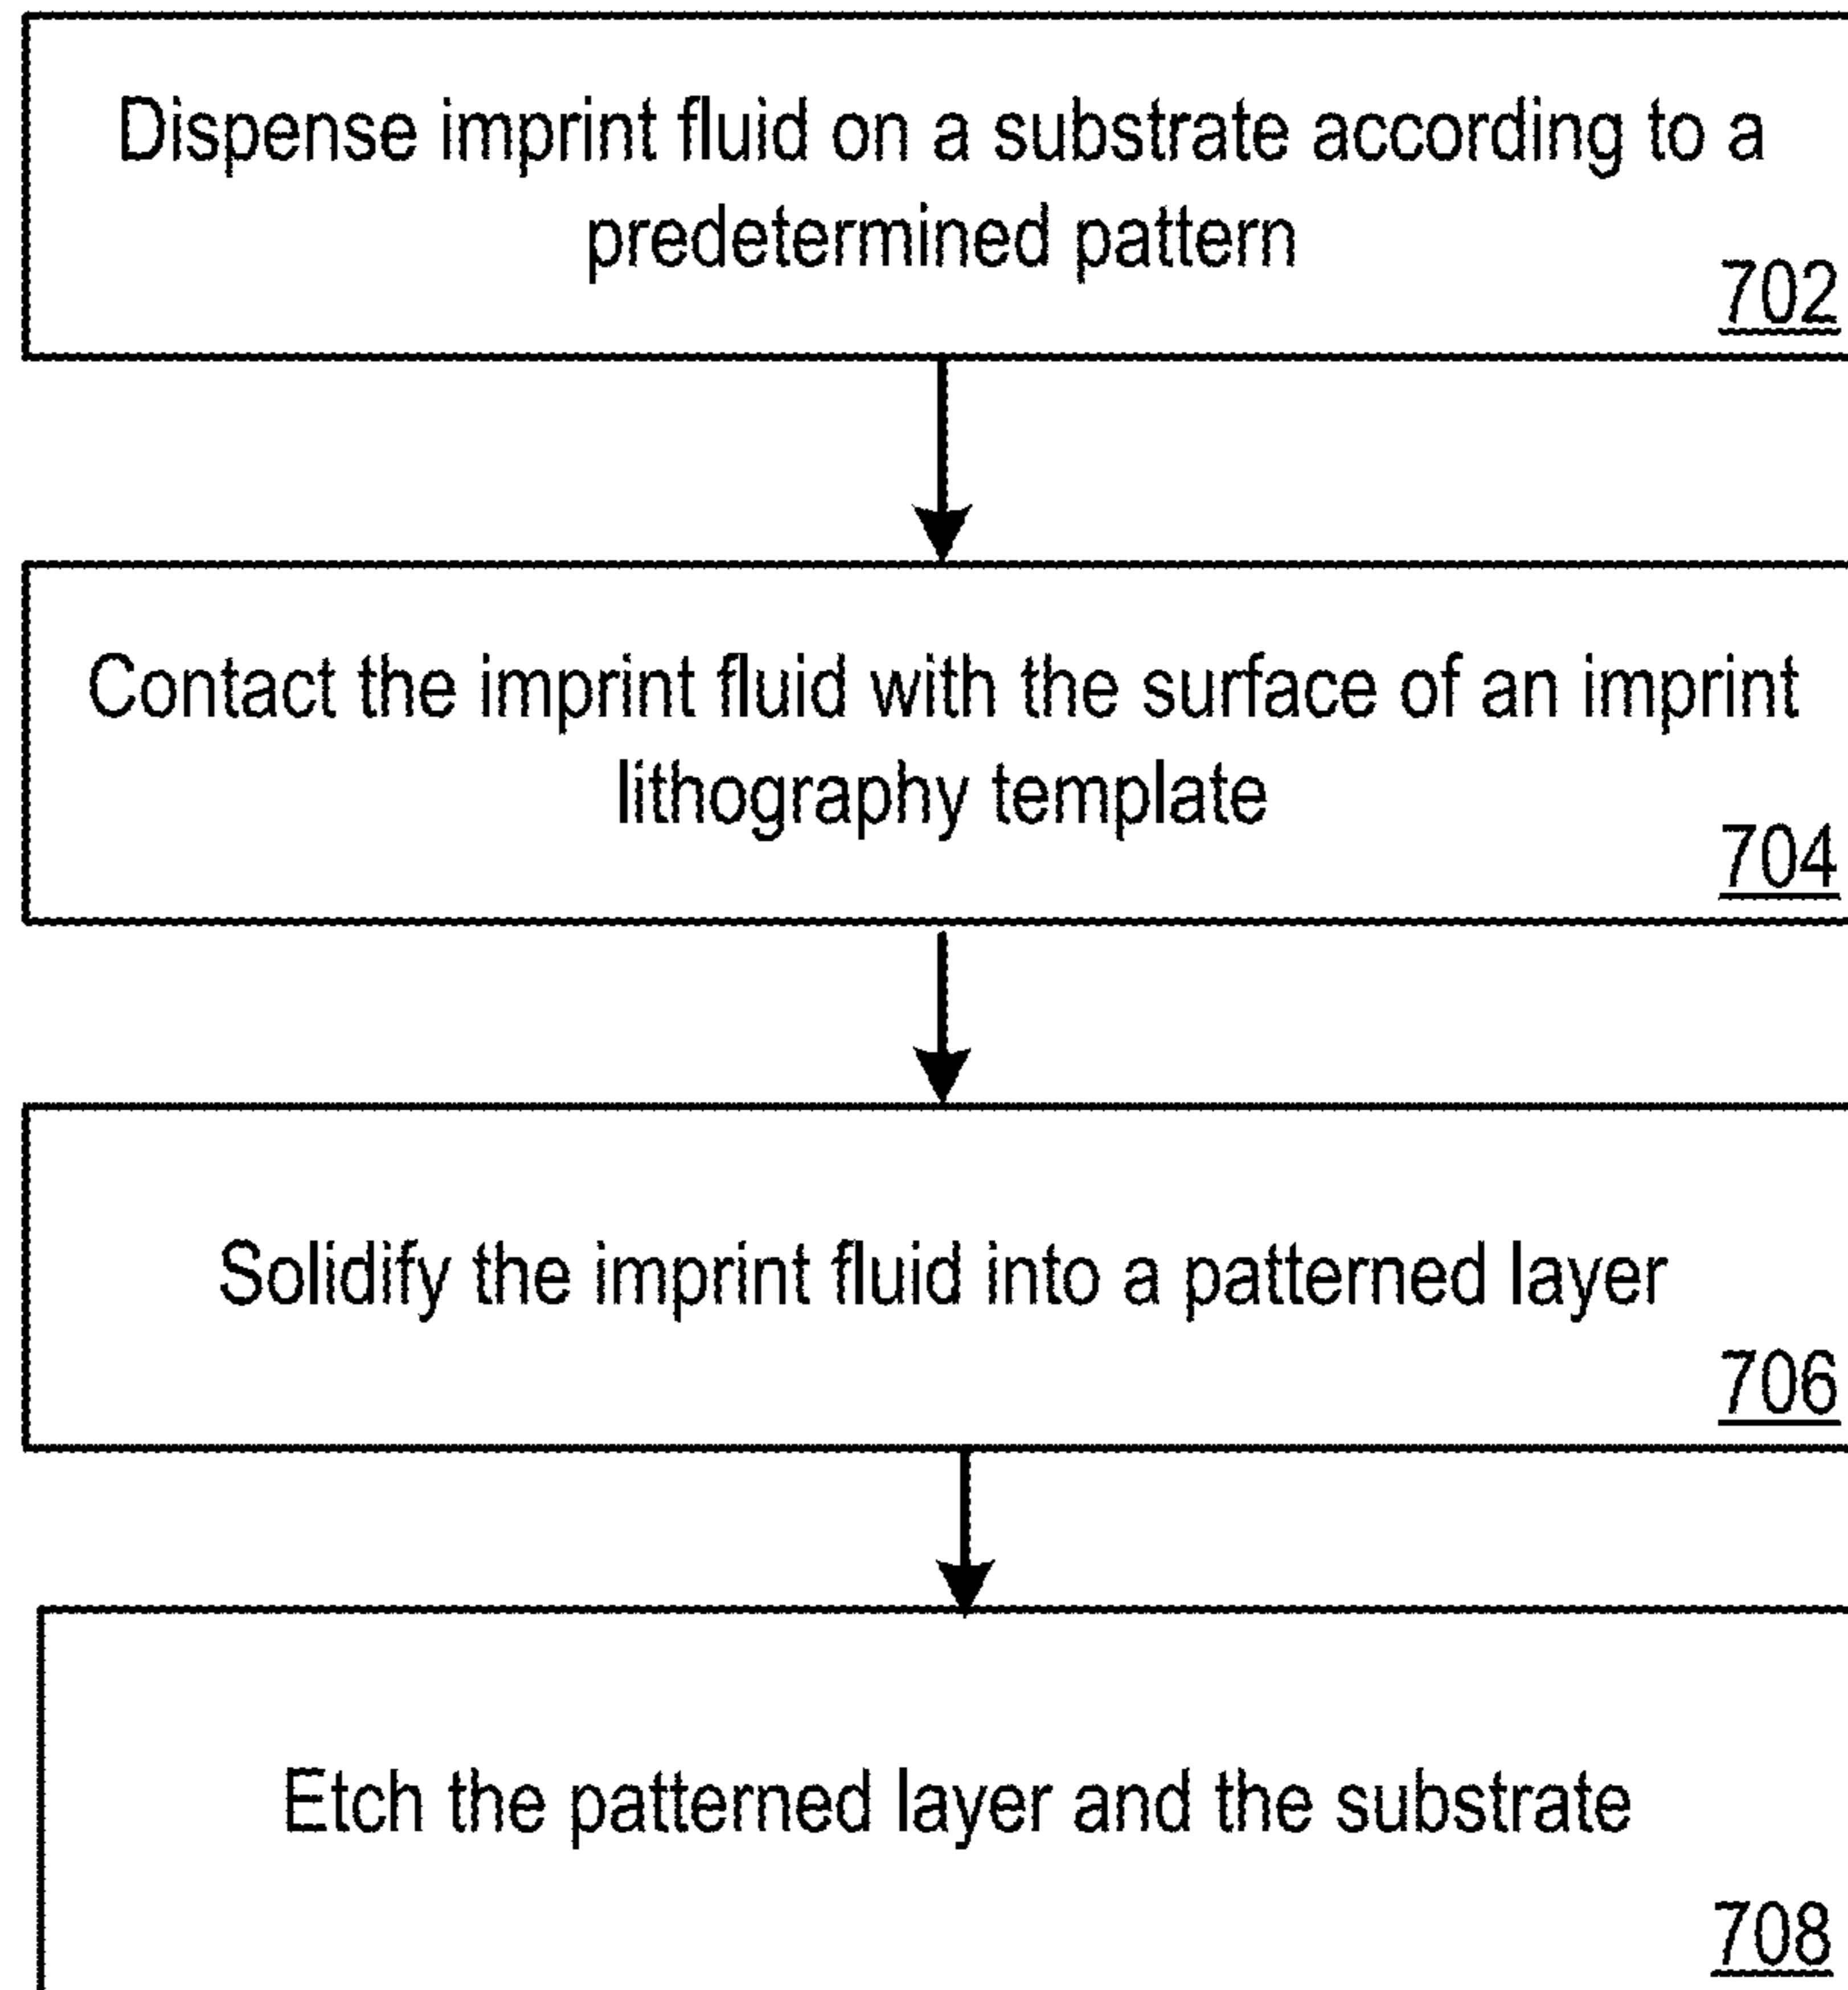 Dispense imprint fluid on a substrate according to a
predetermined pattern
702
Contact the imprint fluid with the surface of an imprint
lithography template
704
Solidify the imprint fluid into a patterned layer
706
Etch the patterned layer and the substrate
708